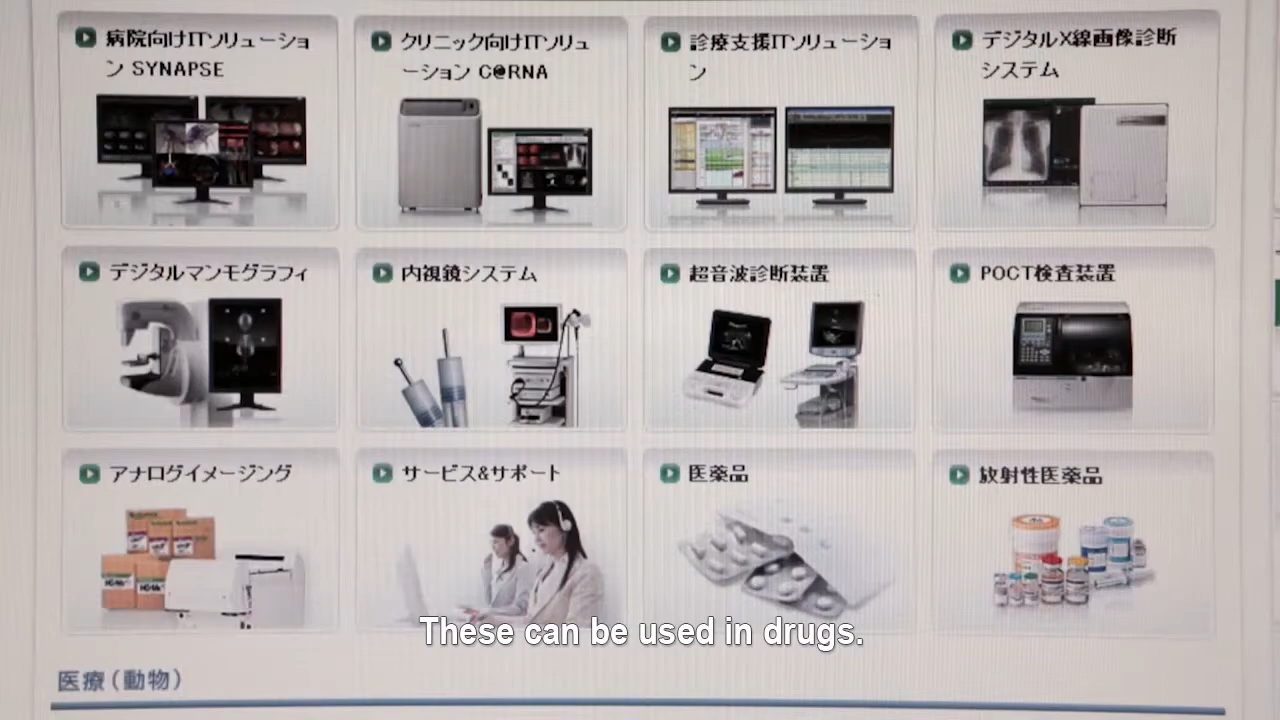 病院向けITソリューショ
ン SYNAPSE
クリニック向けITソリュ
ーション C@RNA
診療支援ITソリューショ
ン
デジタルX線画像診断
システム
デジタルマンモグラフィ
内視鏡システム
超音波診断装置
POCT検査装置
アナログイメージング
サービス&サポート
医薬品
放射性医薬品
These can be used in drugs.
医療(動物)